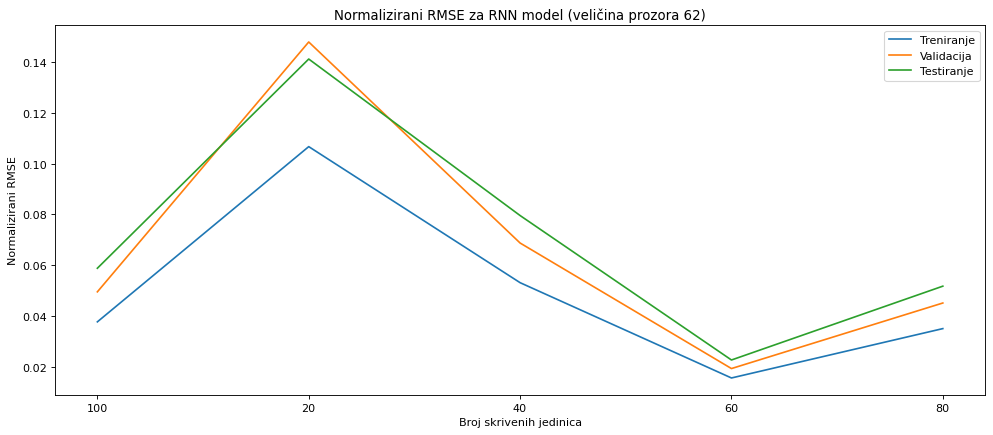 Normalizirani RMSE za RNN model (veličina prozora 62)
Treniranje
Validacija
Testiranje
Normalizirani RMSE
0.14
0.12
0.10
0.08
0.06
0.04
0.02
100 20 40 60 80
Broj skrivenih jedinica